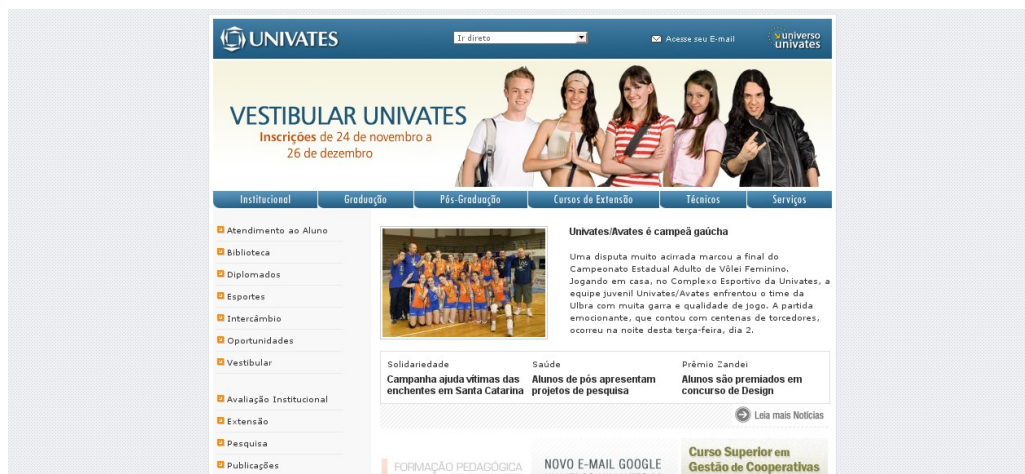 UNIVATES
Ir direto
Acesse seu E-mail
universo
univates
VESTIBULAR UNIVATES
Inscrições de 24 de novembro a
26 de dezembro
Institucional
Graduação
Pós-Graduação
Cursos de Extensão
Técnicos
Serviços
Atendimento ao Aluno
Biblioteca
Diplomados
Esportes
Intercâmbio
Oportunidades
Vestibular
Avaliação Institucional
Extensão
Pesquisa
Publicações
Univates/Avates é campeã gaúcha
Uma disputa muito acirrada marcou a final do
Campeonato Estadual Adulto de Vôlei Feminino.
Jogando em casa, no Complexo Esportivo da Univates, a
equipe juvenil Univates/Avates enfrentou o time da
Ulbra com muita garra e qualidade de jogo. A partida
emocionante, que contou com centenas de torcedores,
ocorreu na noite desta terça-feira, dia 2.
Solidariedade
Campanha ajuda vítimas das
enchentes em Santa Catarina
Saúde
Alunos de pós apresentam
projetos de pesquisa
Prêmio Zandei
Alunos são premiados em
concurso de Design
Leia mais Notícias
FORMAÇÃO PEDAGÓGICA
NOVO E-MAIL GOOGLE
Curso Superior em
Gestão de Cooperativas